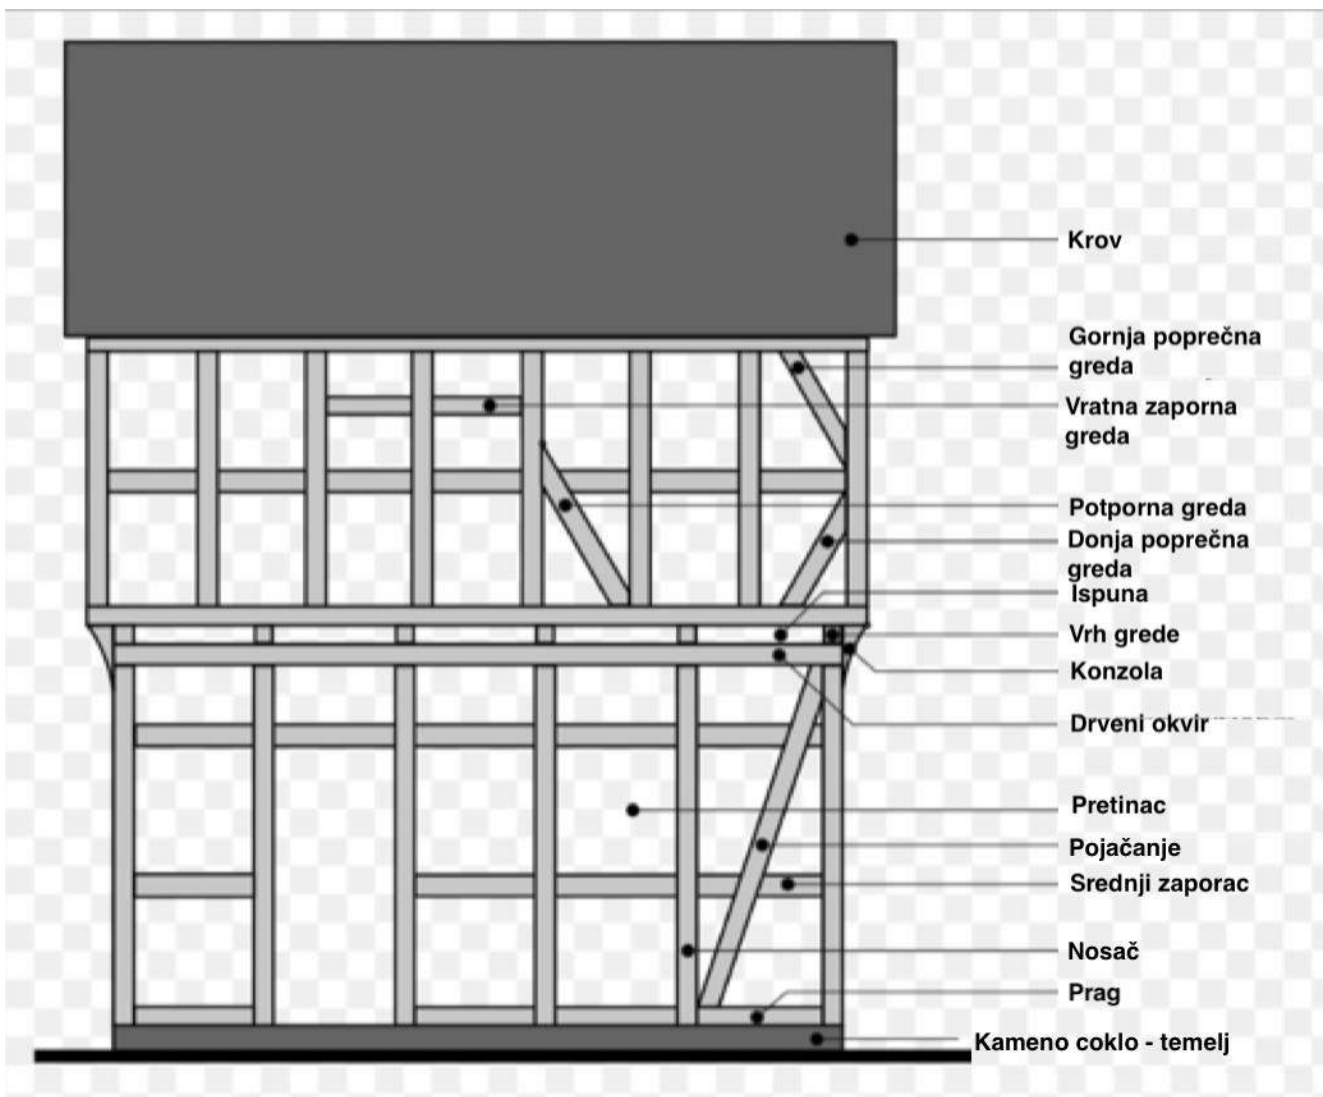 Krov
Gornja poprečna
greda
Vratna zaporna
greda
Potporna greda
Donja poprečna
greda
Ispuna
Vrh grede
Konzola
Drveni okvir
Pretinac
Pojačanje
Srednji zaporac
Nosač
Prag
Kameno coklo - temelj